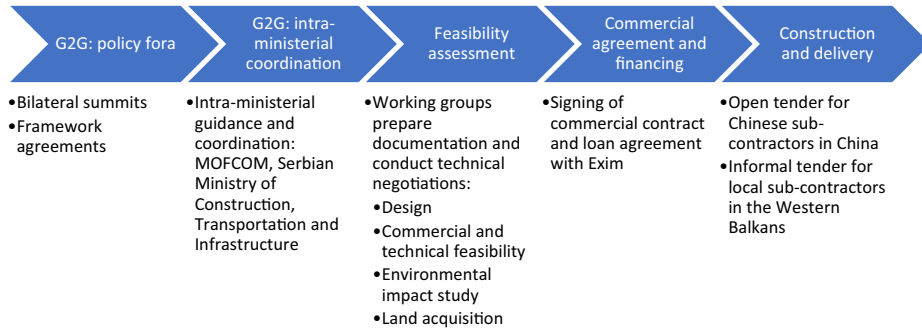 G2G: policy fora
G2G: intra-
ministerial
coordination
Feasibility
assessment
Commercial
agreement and
financing
Construction
and delivery
•Bilateral summits
•Framework
agreements
•Intra-ministerial
guidance and
coordination:
MOFCOM, Serbian
Ministry of
Construction,
Transportation and
Infrastructure
•Working groups
prepare
documentation and
conduct technical
negotiations:
•Design
•Commercial and
technical feasibility
•Environmental
impact study
•Land acquisition
•Signing of
commercial contract
and loan agreement
with Exim
•Open tender for
Chinese sub-
contractors in China
•Informal tender for
local sub-contractors
in the Western
Balkans